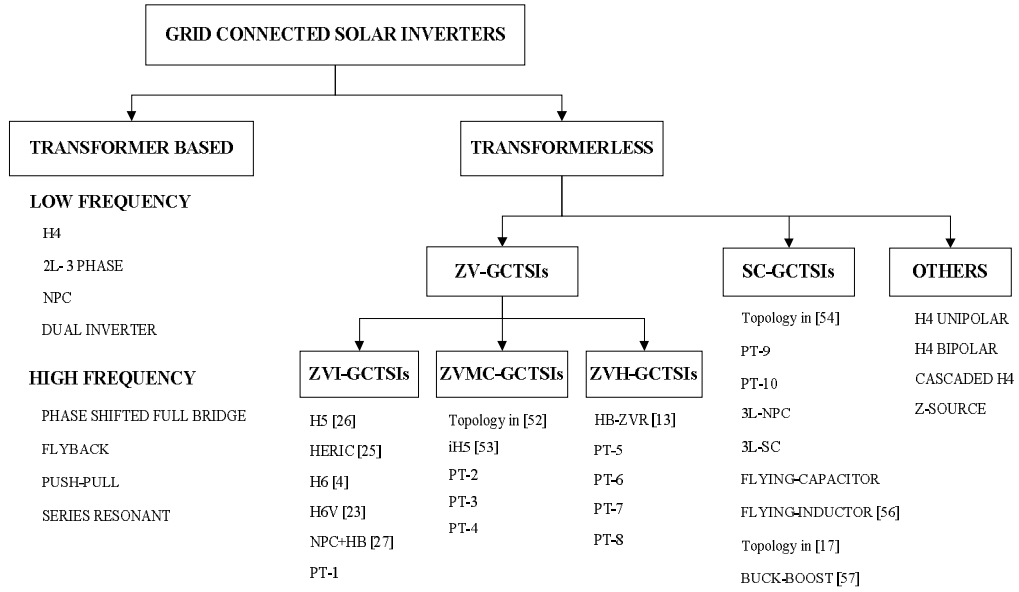 GRID CONNECTED SOLAR INVERTERS
TRANSFORMER BASED
LOW FREQUENCY
H4
2L- 3 PHASE
NPC
DUAL INVERTER
HIGH FREQUENCY
PHASE SHIFTED FULL BRIDGE
FLYBACK
PUSH-PULL
SERIES RESONANT
TRANSFORMERLESS
ZV-GCTSIs
ZVI-GCTSIs
H5 [26]
HERIC [25]
H6 [4]
H6V [23]
NPC+HB [27]
PT-1
ZVMC-GCTSIs
Topology in [52]
iH5 [53]
PT-2
PT-3
PT-4
ZVH-GCTSIs
HB-ZVR [13]
PT-5
PT-6
PT-7
PT-8
SC-GCTSIs
Topology in [54]
PT-9
PT-10
3L-NPC
3L-SC
FLYING-CAPACITOR
FLYING-INDUCTOR [56]
Topology in [17]
BUCK-BOOST [57]
OTHERS
H4 UNIPOLAR
H4 BIPOLAR
CASCADED H4
Z-SOURCE